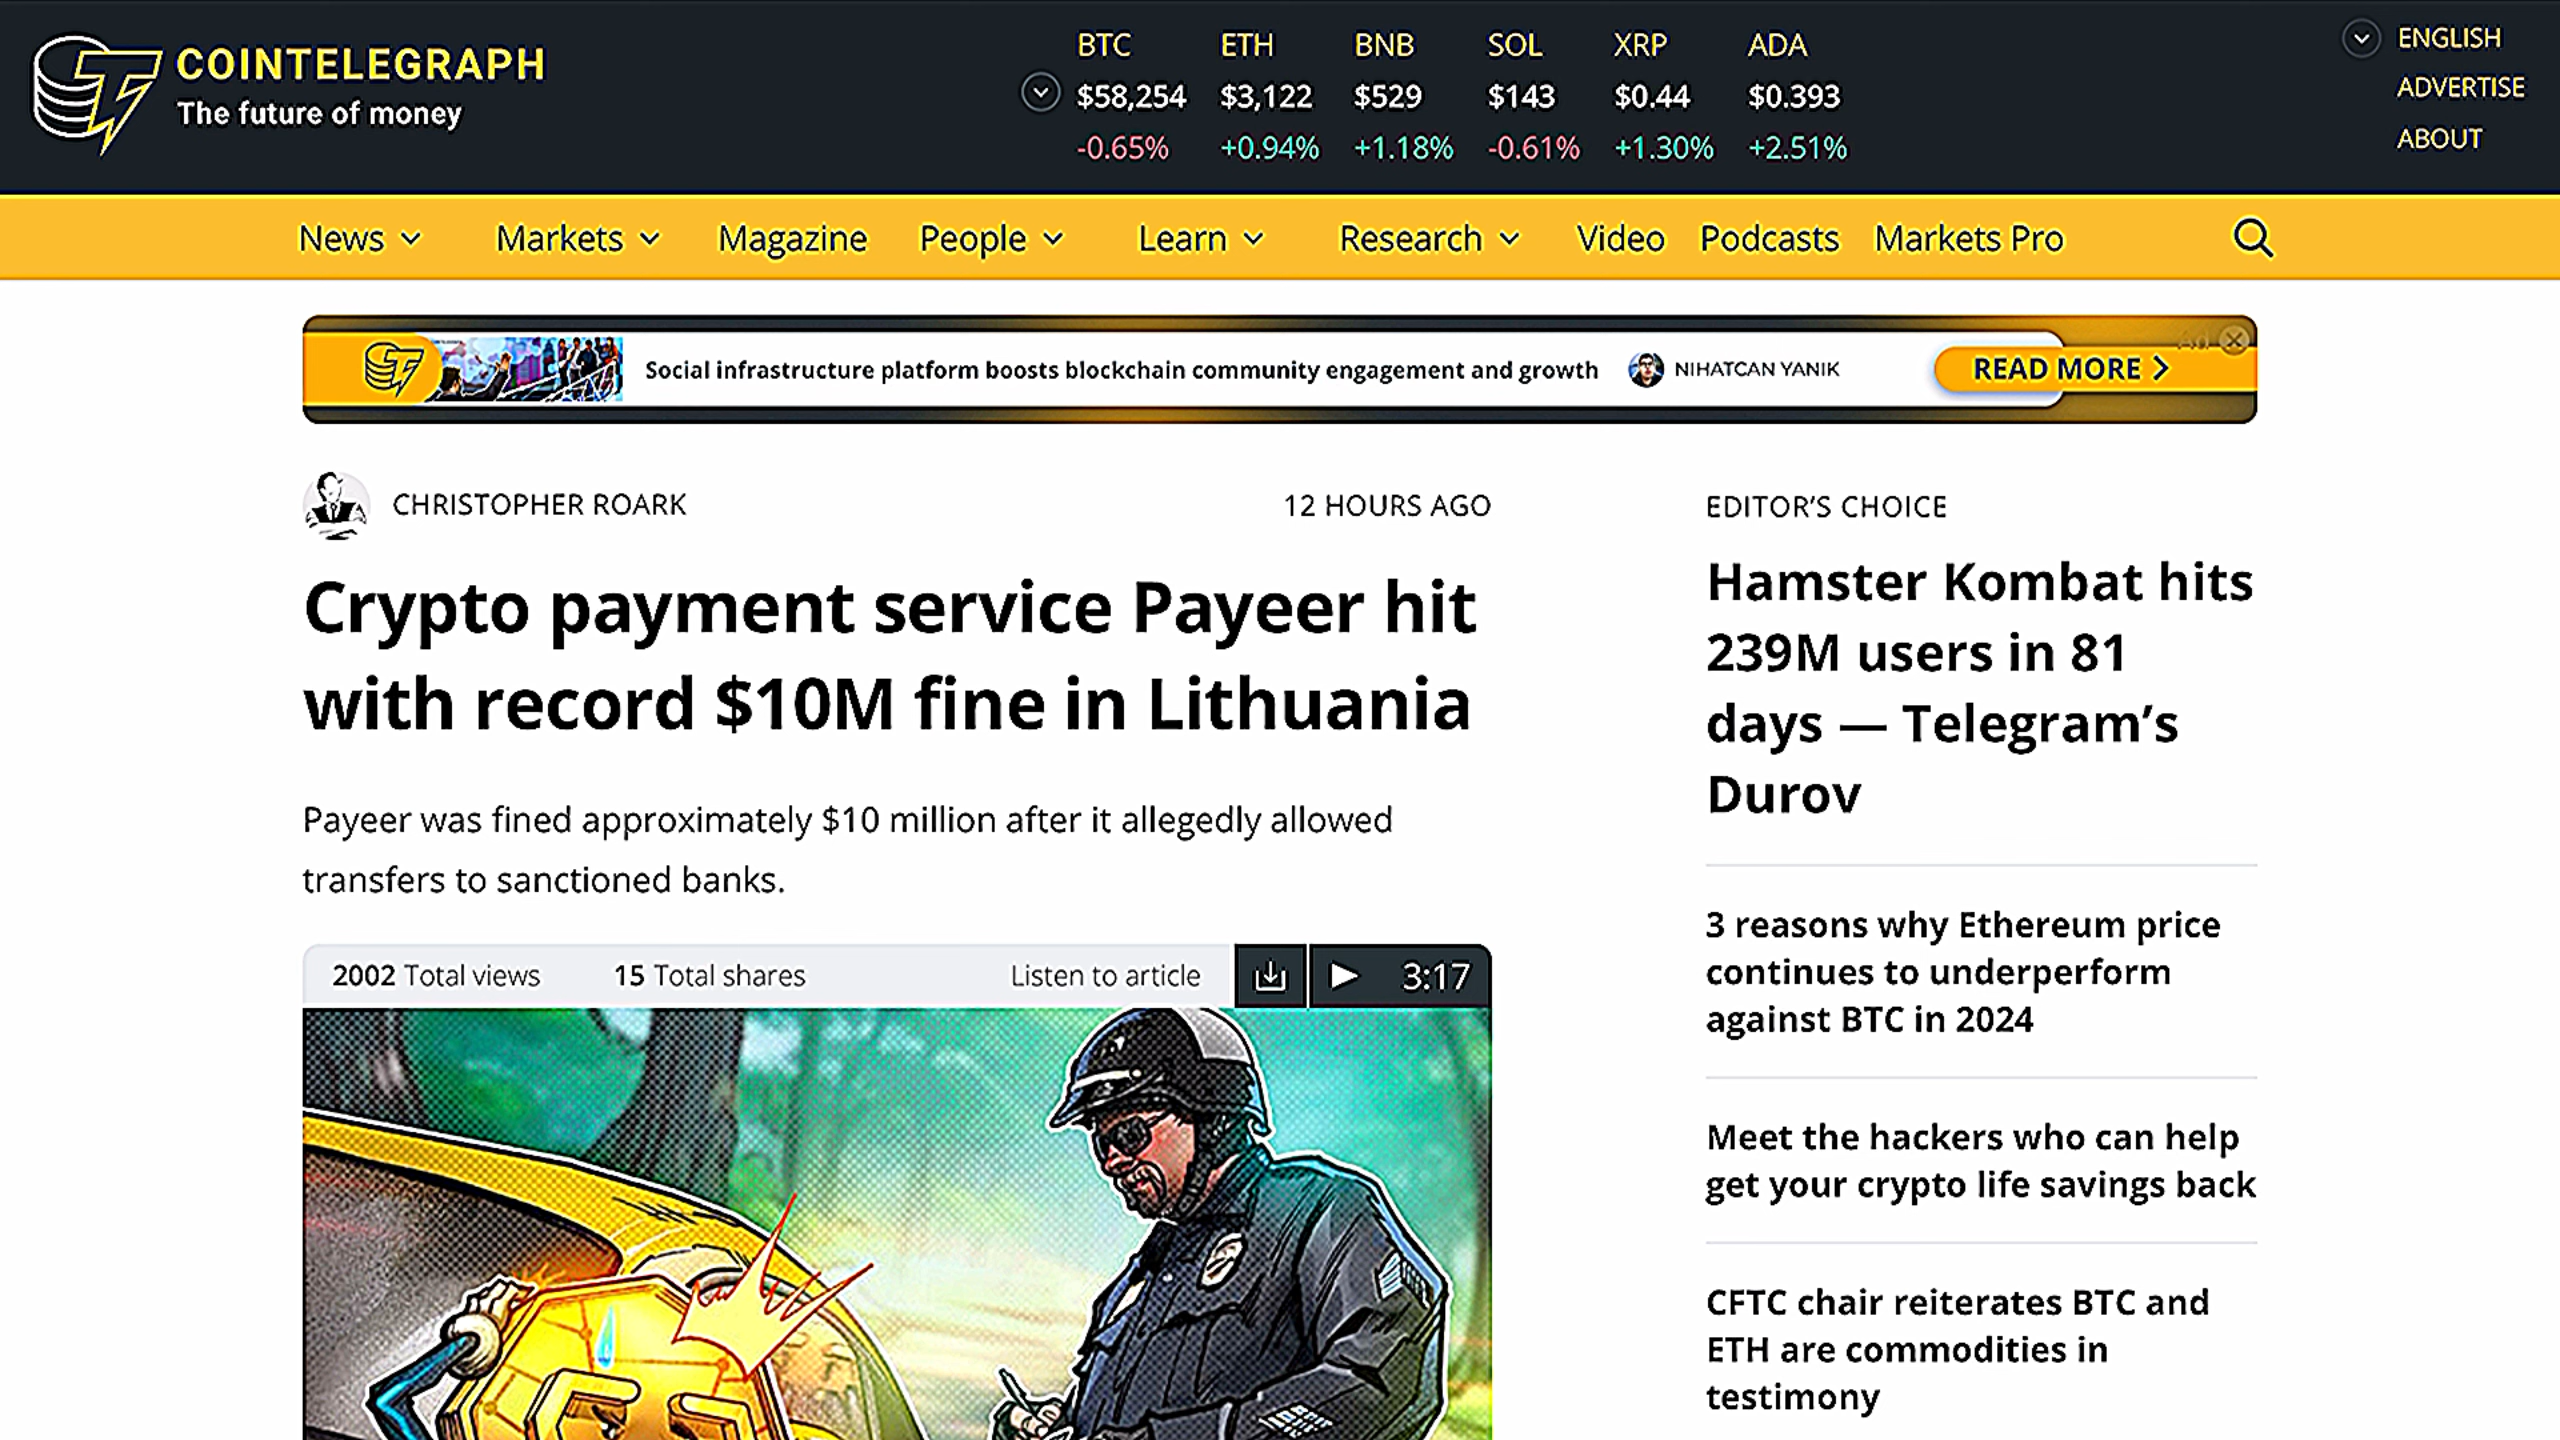 COINTELEGRAPH
The future of money
BTC ETH BNB SOL XRP ADA
$58,254 $3,122 $529 $143 $0.44 $0.393
-0.65% +0.94% +1.18% -0.61% +1.30% +2.51%
ENGLISH
ADVERTISE
ABOUT
News Markets Magazine People Learn Research Video Podcasts Markets Pro
Social infrastructure platform boosts blockchain community engagement and growth NIHATCAN YANIK READ MORE
Ad
CHRISTOPHER ROARK 12 HOURS AGO
Crypto payment service Payeer hit
with record $10M fine in Lithuania
Payeer was fined approximately $10 million after it allegedly allowed
transfers to sanctioned banks.
2002 Total views 15 Total shares Listen to article 3:17
EDITOR’S CHOICE
Hamster Kombat hits
239M users in 81
days — Telegram’s
Durov
3 reasons why Ethereum price
continues to underperform
against BTC in 2024
Meet the hackers who can help
get your crypto life savings back
CFTC chair reiterates BTC and
ETH are commodities in
testimony